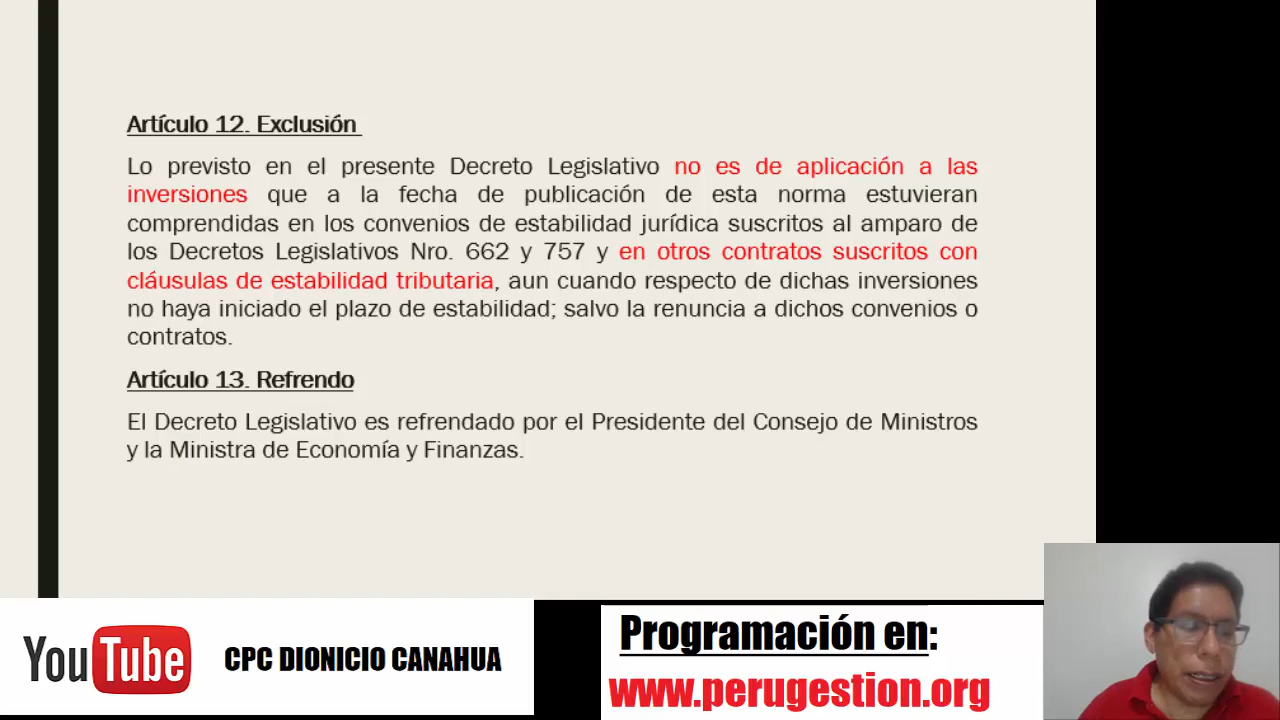 Artículo 12. Exclusión
Lo previsto en el presente Decreto Legislativo no es de aplicación a las
inversiones que a la fecha de publicación de esta norma estuvieran
comprendidas en los convenios de estabilidad jurídica suscritos al amparo de
los Decretos Legislativos Nro. 662 y 757 y en otros contratos suscritos con
cláusulas de estabilidad tributaria, aun cuando respecto de dichas inversiones
no haya iniciado el plazo de estabilidad; salvo la renuncia a dichos convenios o
contratos.
Artículo 13. Refrendo
El Decreto Legislativo es refrendado por el Presidente del Consejo de Ministros
y la Ministra de Economía y Finanzas.
YouTube
CPC DIONICIO CANAHUA
Programación en:
www.perugestion.org